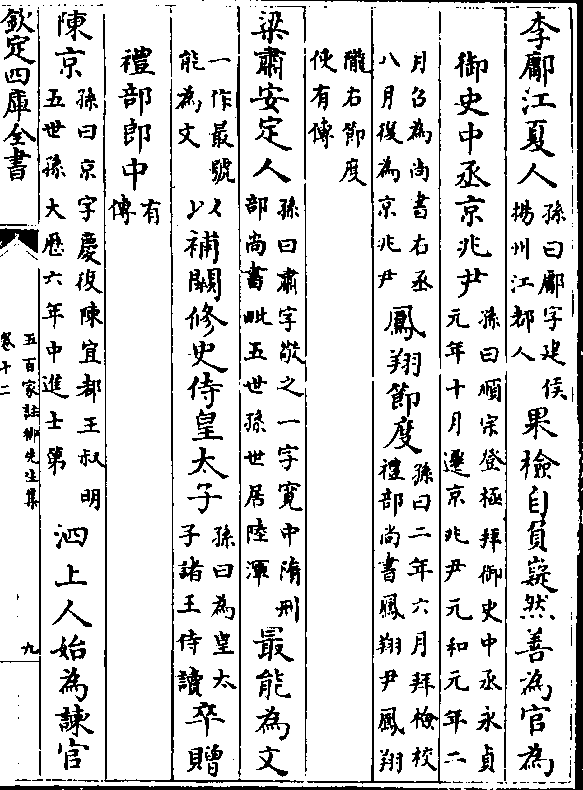 李鄘江夏人孫曰鄘字建侯揚州江都人果檢自負嶷然善為官為
御史中丞京兆尹孫曰順宗登極拜御史中丞永貞元年十月遷京兆尹元和元年二
月召為尚書右丞八月復為京兆尹鳳翔節度孫曰二年六月拜檢校禮部尚書鳳翔尹鳳翔
隴右節度使有傳
梁肅安定人孫曰肅字敬之一字寛中隋刑部尚書毗五世孫世居陸渾最能為文
一作最號能為文以補闕修史侍皇太子孫曰為皇太子諸王侍讀卒贈
禮部郎中有傳
陳京孫曰京字慶復陳宜都王叔明五世孫大厯六年中進士第泗上人始為諫官
欽定四庫全書
五百家註柳先生集
卷十二
九